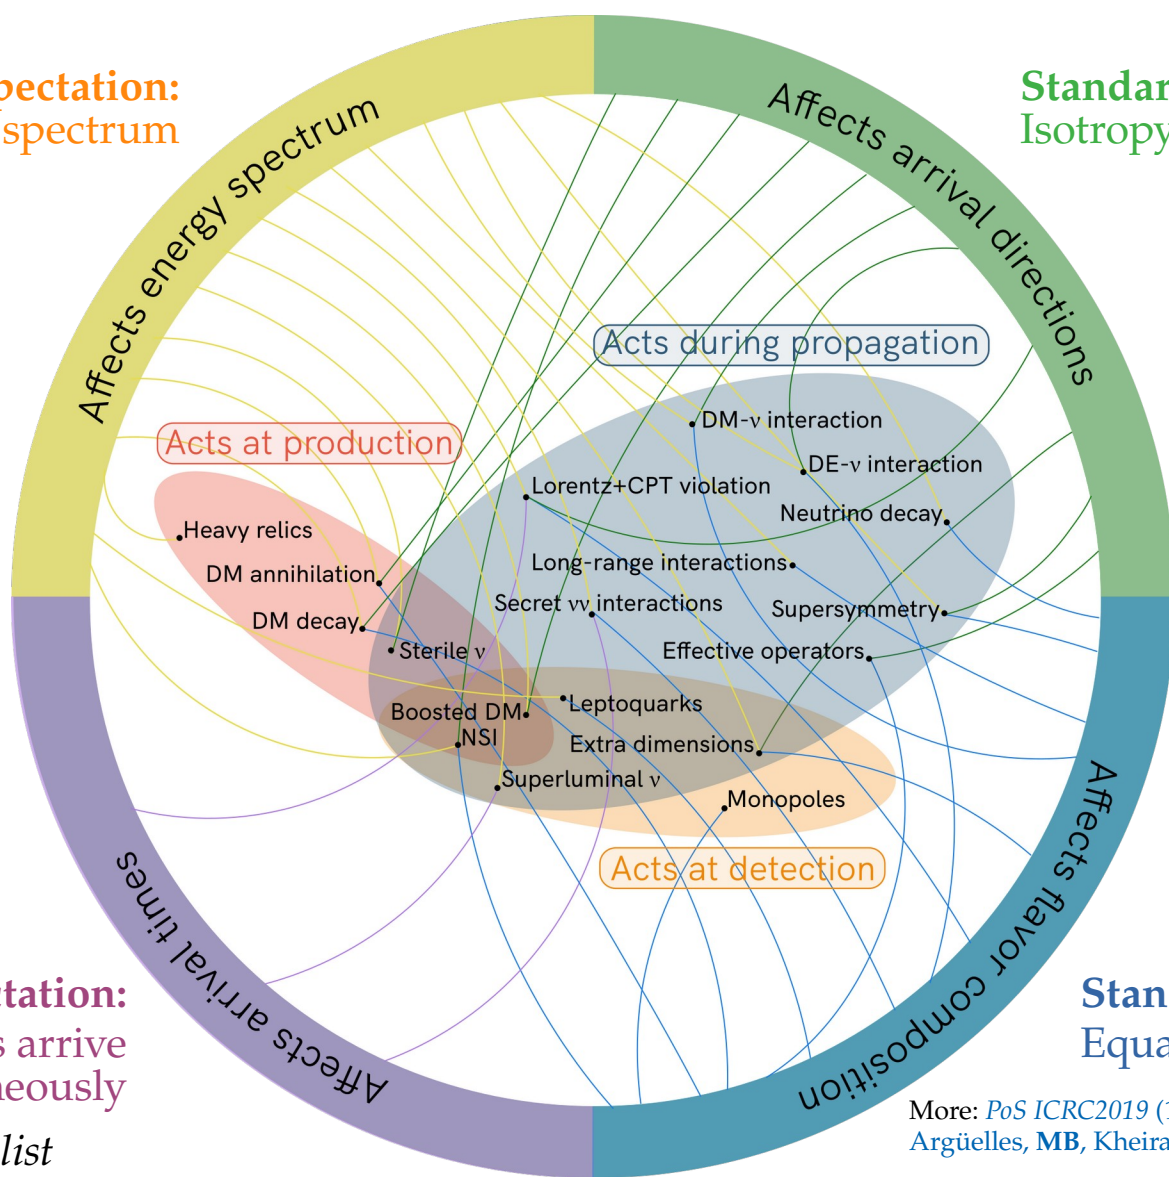 pectation:
spectrum
Standar
Isotropy
Affects energy spectrum
Affects arrival directions
Acts during propagation
Acts at production
DM-ν interaction
DE-ν interaction
Lorentz+CPT violation
Neutrino decay
Heavy relics
Long-range interactions
DM annihilation
Secret νν interactions
Supersymmetry
DM decay
Sterile ν
Effective operators
Leptoquarks
Boosted DM
NSI
Extra dimensions
Superluminal ν
Monopoles
Acts at detection
Affects arrival times
Affects flavor composition
ctation:
s arrive
neously
list
Stan
Equa
More: PoS ICRC2019 (1
Argüelles, MB, Kheira